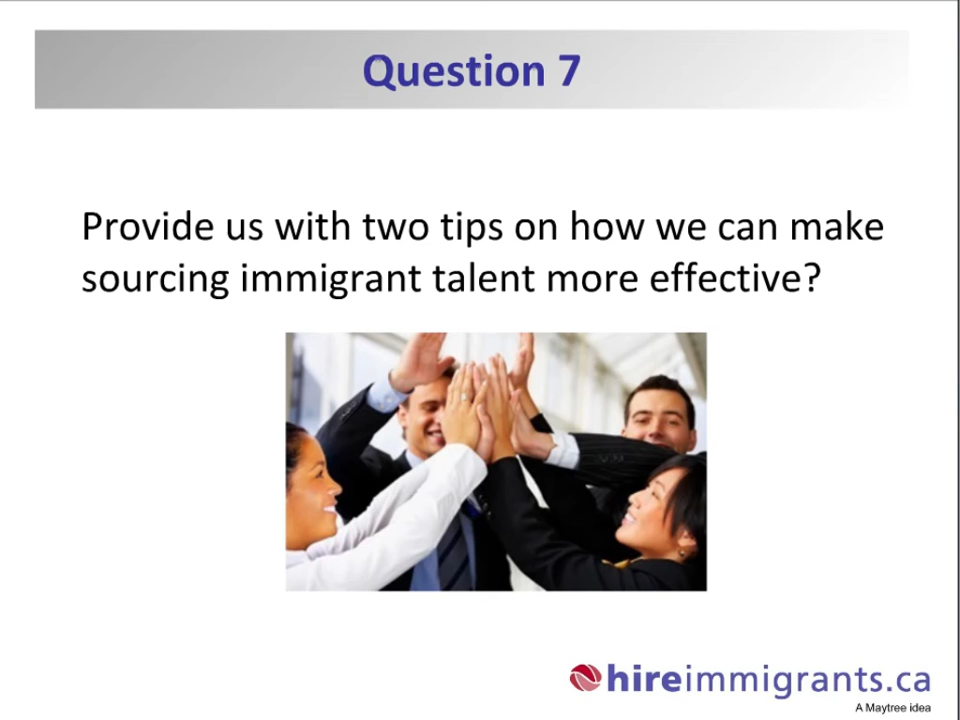 Question 7
Provide us with two tips on how we can make
sourcing immigrant talent more effective?
hireimmigrants.ca
A Maytree idea